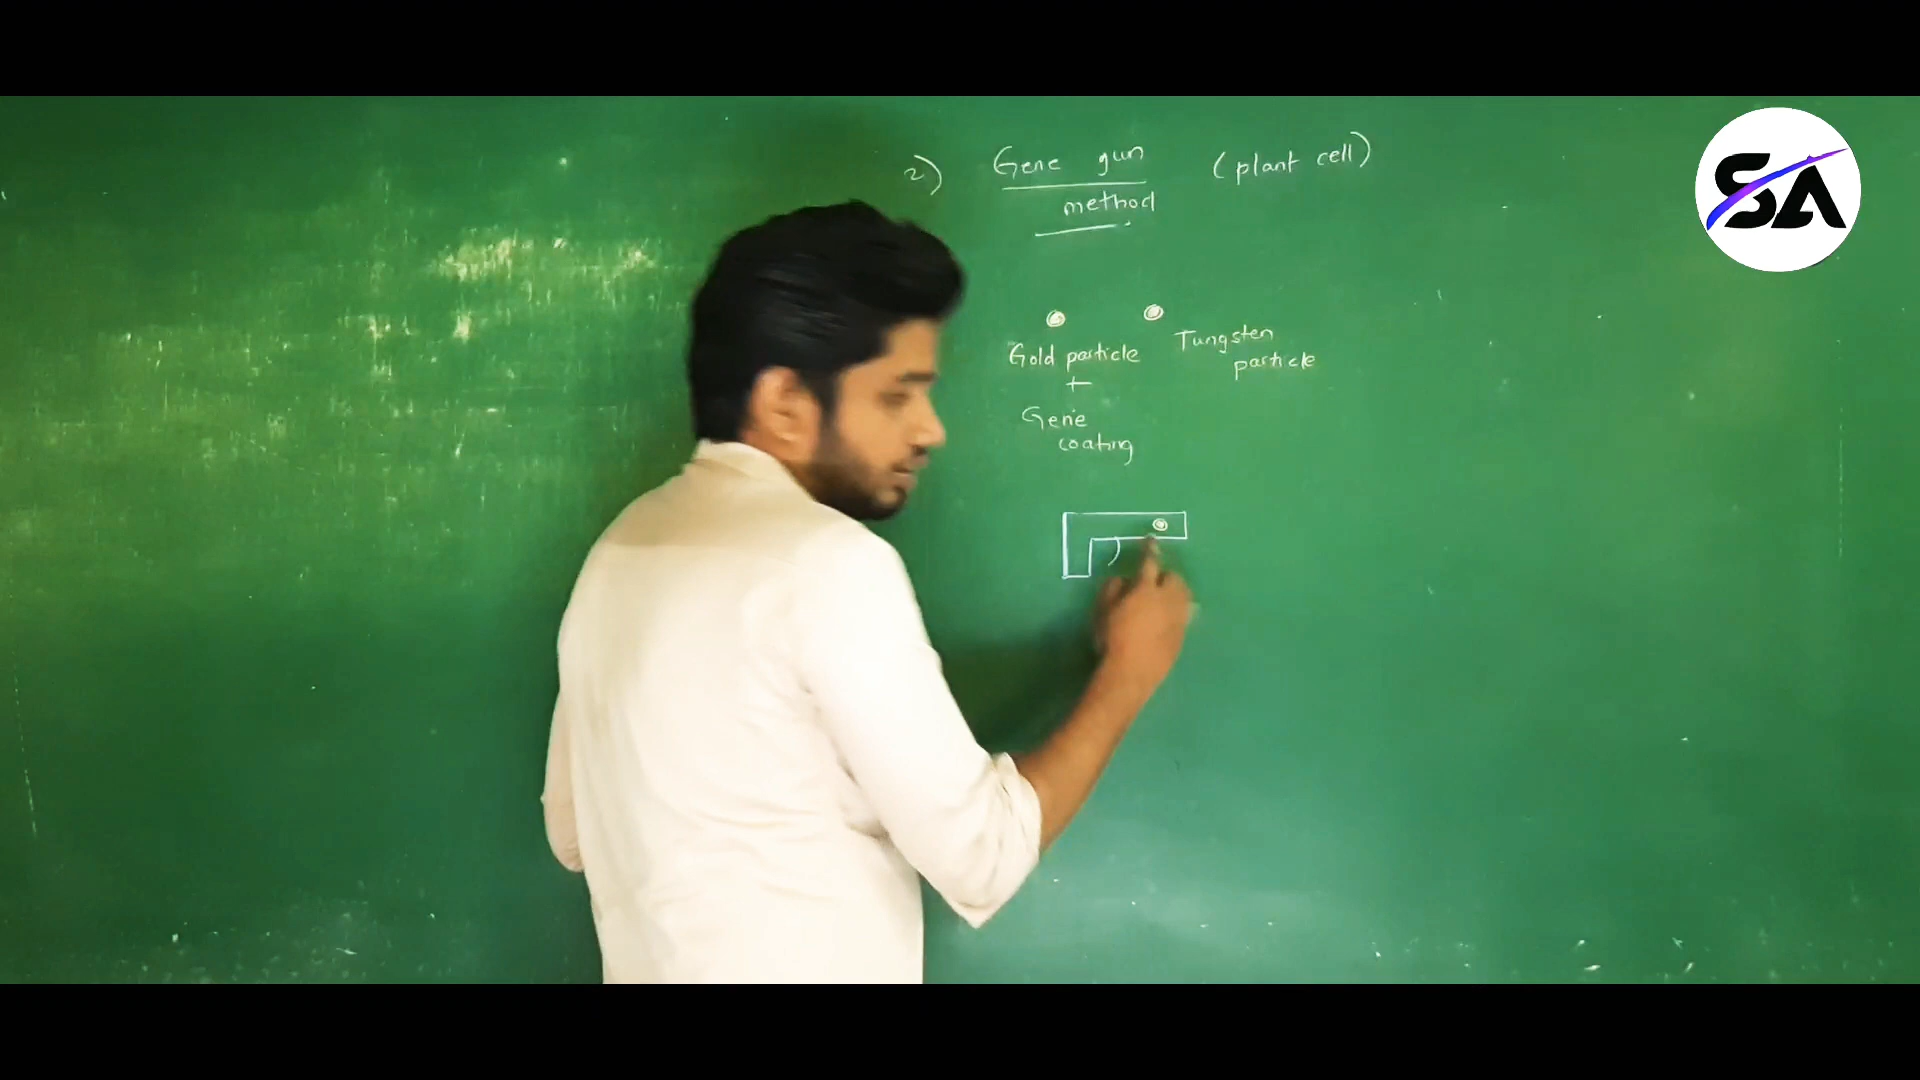 2) Gene gun (plant cell)
method
Gold particle
+
Gene
coating
Tungsten
particle
SA